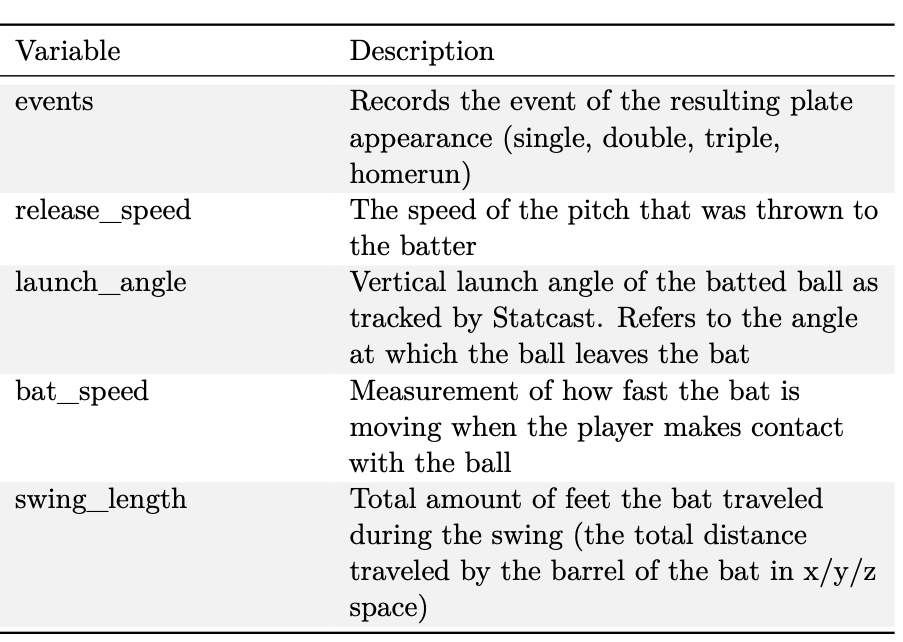 Variable Description
events Records the event of the resulting plate
appearance (single, double, triple,
homerun)
release_speed The speed of the pitch that was thrown to
the batter
launch_angle Vertical launch angle of the batted ball as
tracked by Statcast. Refers to the angle
at which the ball leaves the bat
bat_speed Measurement of how fast the bat is
moving when the player makes contact
with the ball
swing_length Total amount of feet the bat traveled
during the swing (the total distance
traveled by the barrel of the bat in x/y/z
space)